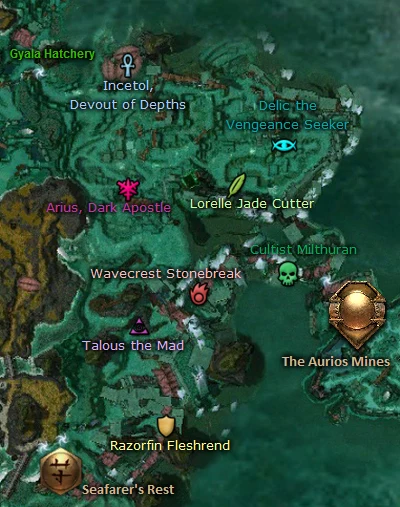 Gyala Hatchery
Incetol,
Devout of Depths
Delic the
Vengeance Seeker
Arius, Dark Apostle
Lorelle Jade Cutter
Cultist Milthuran
Wavecrest Stonebreak
Talous the Mad
The Aurios Mines
Razorfin Fleshrend
Seafarer's Rest